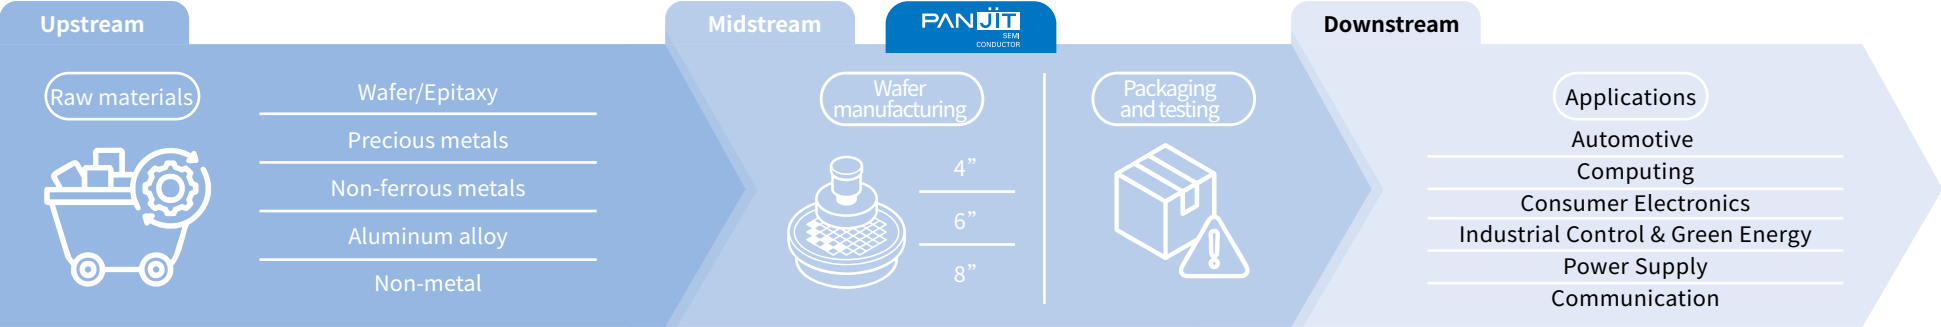 Upstream
Raw materials
Wafer/Epitaxy
Precious metals
Non-ferrous metals
Aluminum alloy
Non-metal
Midstream
PANJIT
SEMI
CONDUCTOR
Wafer
manufacturing
4”
6”
8”
Packaging
and testing
Downstream
Applications
Automotive
Computing
Consumer Electronics
Industrial Control & Green Energy
Power Supply
Communication